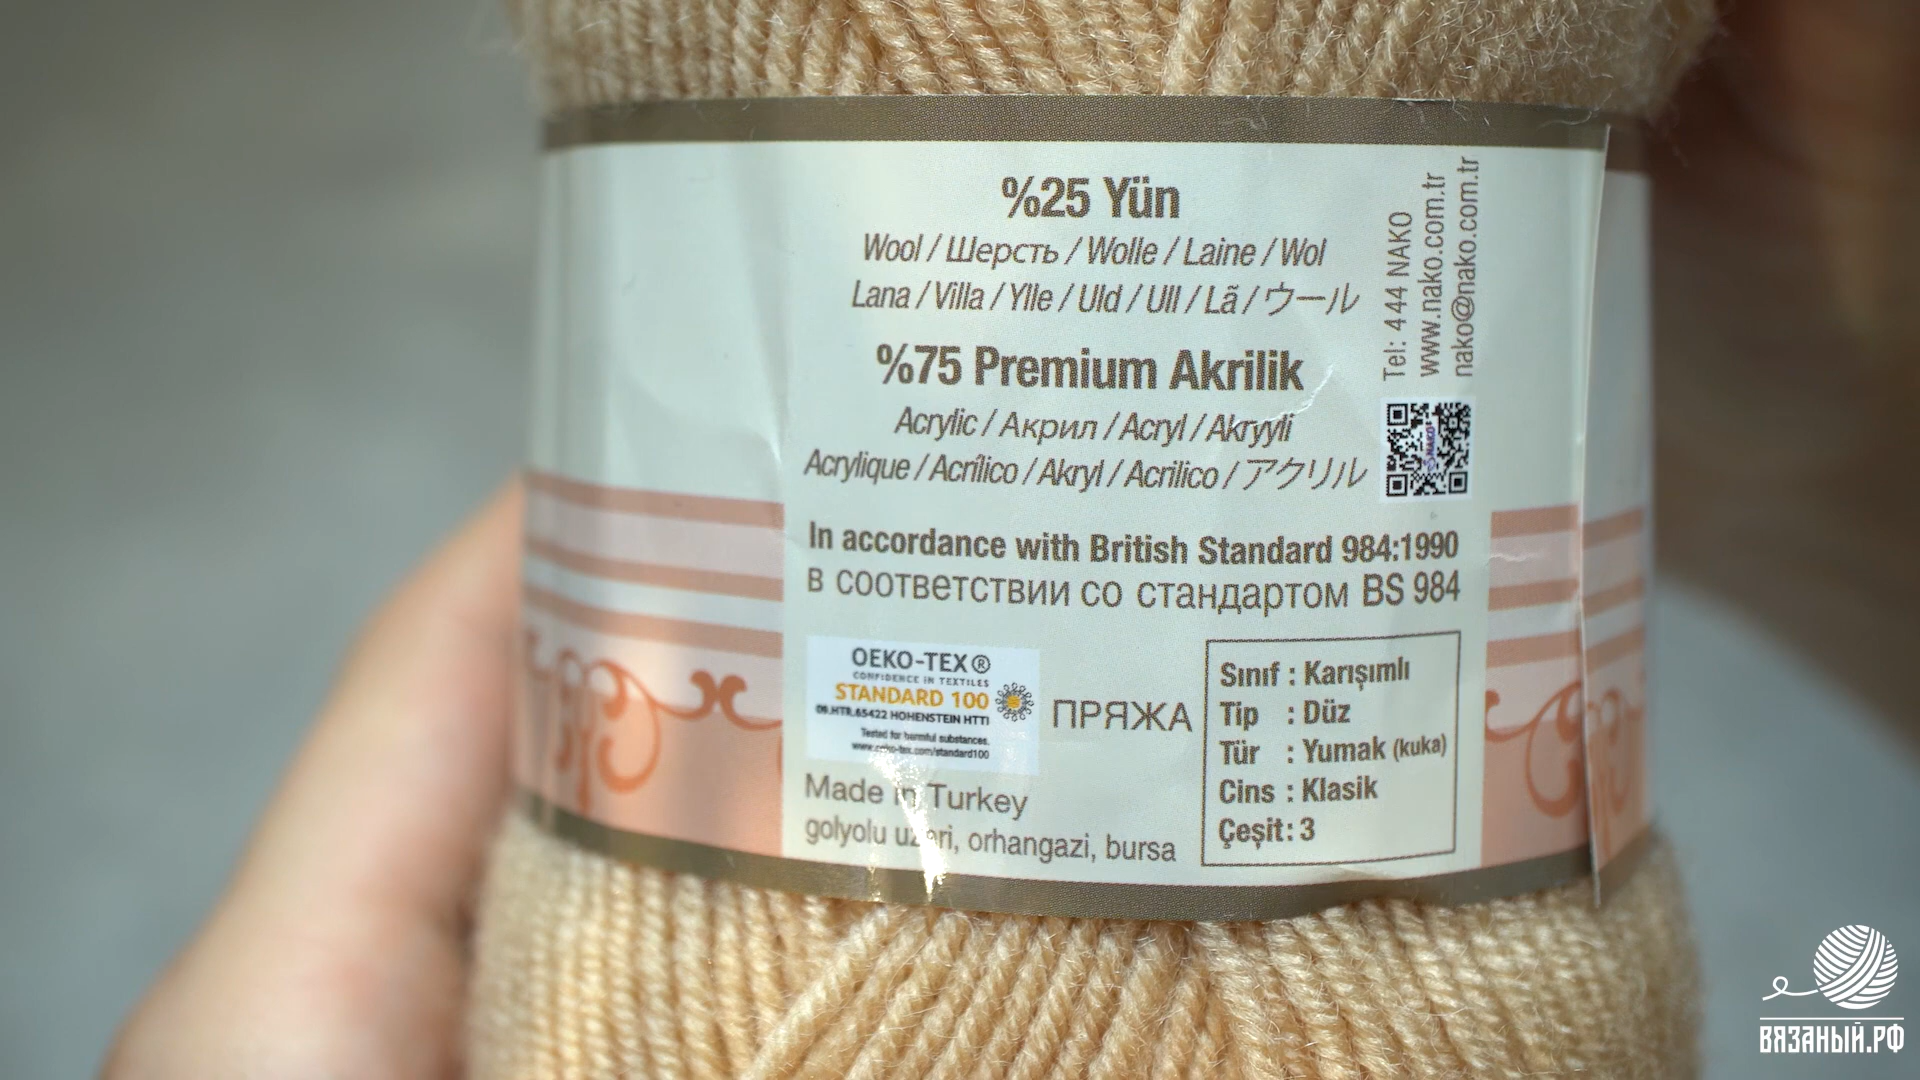 %25 Yün
Wool / Шерсть / Wolle / Laine / Wol
Lana / Villa / Ylle / Uld / Ull / Lã / ウール
%75 Premium Akrilik
Acrylic / Акрил / Acryl / Akryyli
Acrylique / Acrílico / Akryl / Acrilico / アクリル
Tel: 444 NAKO
www.nako.com.tr
nako@nako.com.tr
NAKO
In accordance with British Standard 984:1990
в соответствии со стандартом BS 984
OEKO-TEX®
CONFIDENCE IN TEXTILES
STANDARD 100
09.HTR.65422 HOHENSTEIN HTTI
Tested for harmful substances.
www.oeko-tex.com/standard100
ПРЯЖА
Sınıf : Karışımlı
Tip : Düz
Tür : Yumak (kuka)
Cins : Klasik
Çeşit : 3
Made in Turkey
golyolu orhangazi, bursa
ВЯЗАНЫЙ.РФ